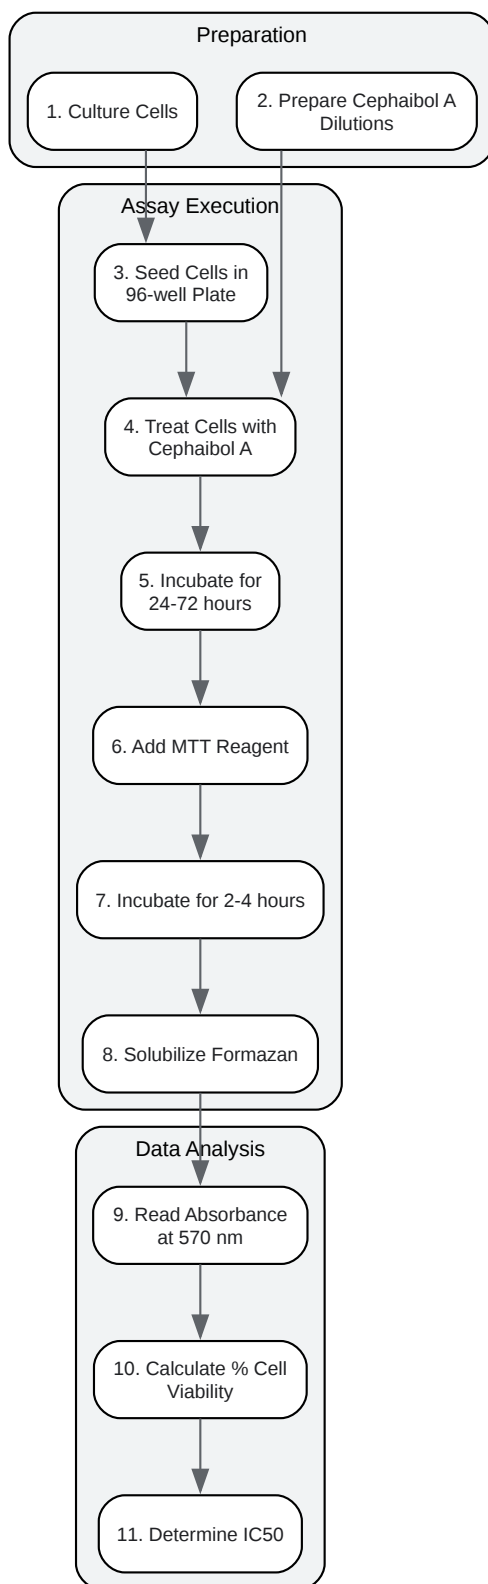 Preparation
1. Culture Cells
2. Prepare Cephaibol A
Dilutions
Assay Execution
3. Seed Cells in
96-well Plate
4. Treat Cells with
Cephaibol A
5. Incubate for
24-72 hours
6. Add MTT Reagent
7. Incubate for 2-4 hours
8. Solubilize Formazan
Data Analysis
9. Read Absorbance
at 570 nm
10. Calculate % Cell
Viability
11. Determine IC50